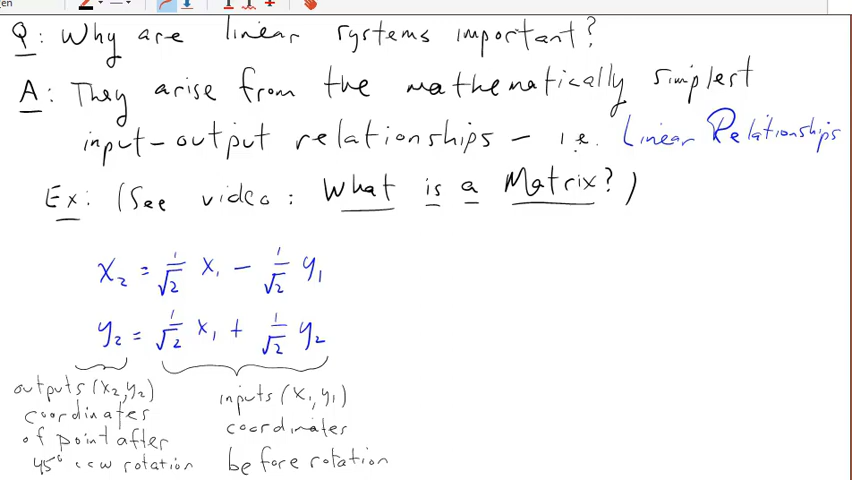 en
Q: Why are linear systems important?
A: They arise from the mathematically simplest
input-output relationships - i.e. Linear Relationships
Ex: (See video: What is a Matrix?)
x₂ = 1/√2 x₁ - 1/√2 y₁
y₂ = 1/√2 x₁ + 1/√2 y₂
outputs (x₂, y₂)
coordinates
of point after
45° ccw rotation
inputs (x₁, y₁)
coordinates
before rotation